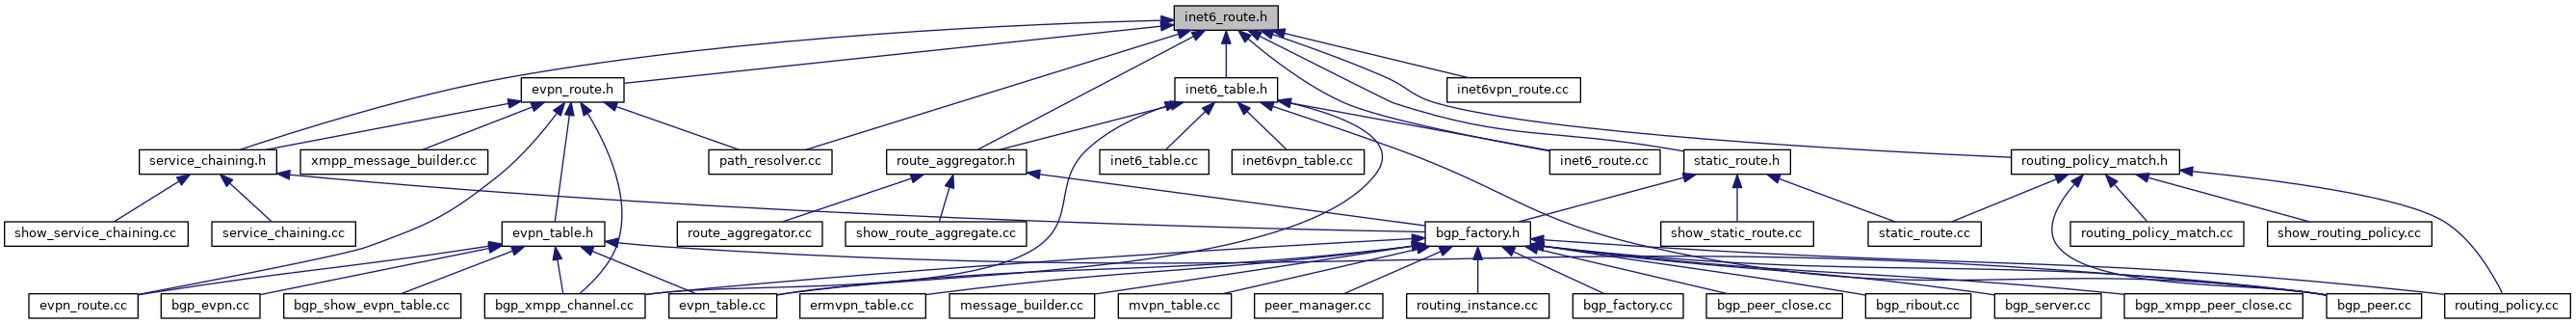 inet6_route.h
evpn_route.h
inet6_table.h
inet6vpn_route.cc
service_chaining.h
xmpp_message_builder.cc
path_resolver.cc
route_aggregator.h
inet6_table.cc
inet6vpn_table.cc
inet6_route.cc
static_route.h
routing_policy_match.h
show_service_chaining.cc
service_chaining.cc
evpn_table.h
route_aggregator.cc
show_route_aggregate.cc
bgp_factory.h
show_static_route.cc
static_route.cc
routing_policy_match.cc
show_routing_policy.cc
evpn_route.cc
bgp_evpn.cc
bgp_show_evpn_table.cc
bgp_xmpp_channel.cc
evpn_table.cc
ermvpn_table.cc
message_builder.cc
mvpn_table.cc
peer_manager.cc
routing_instance.cc
bgp_factory.cc
bgp_peer_close.cc
bgp_ribout.cc
bgp_server.cc
bgp_xmpp_peer_close.cc
bgp_peer.cc
routing_policy.cc